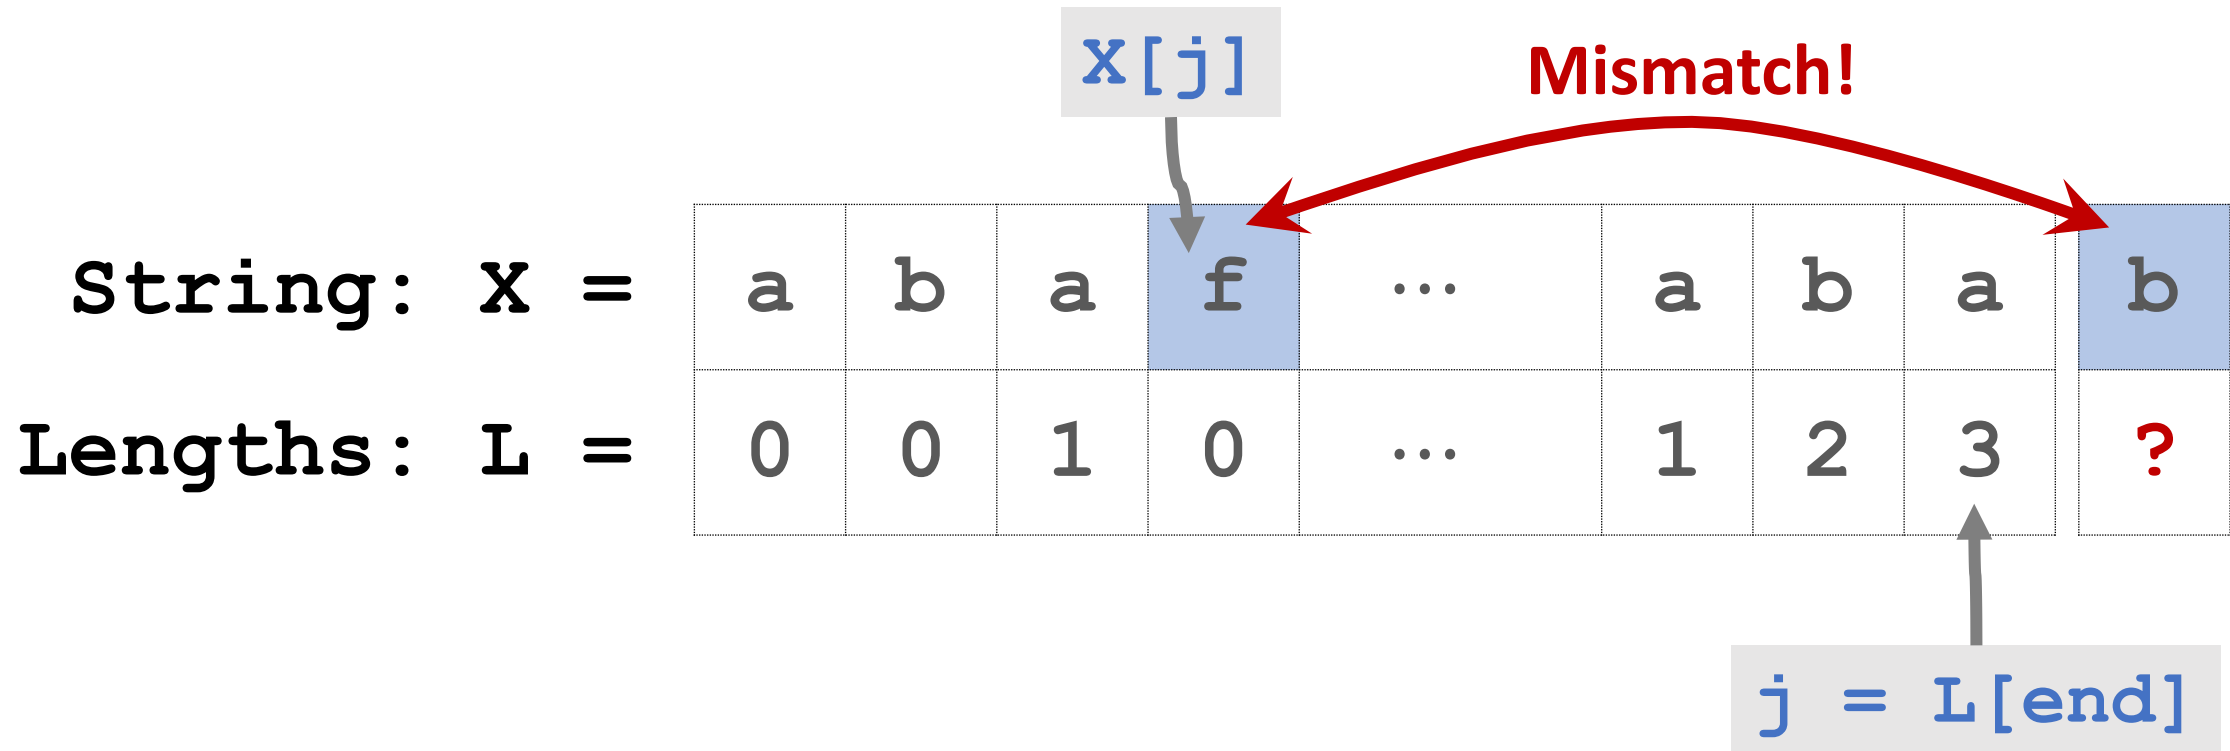 X[j]
Mismatch!
String: X = a b a f ... a b a b
Lengths: L = 0 0 1 0 ... 1 2 3 ?
j = L[end]